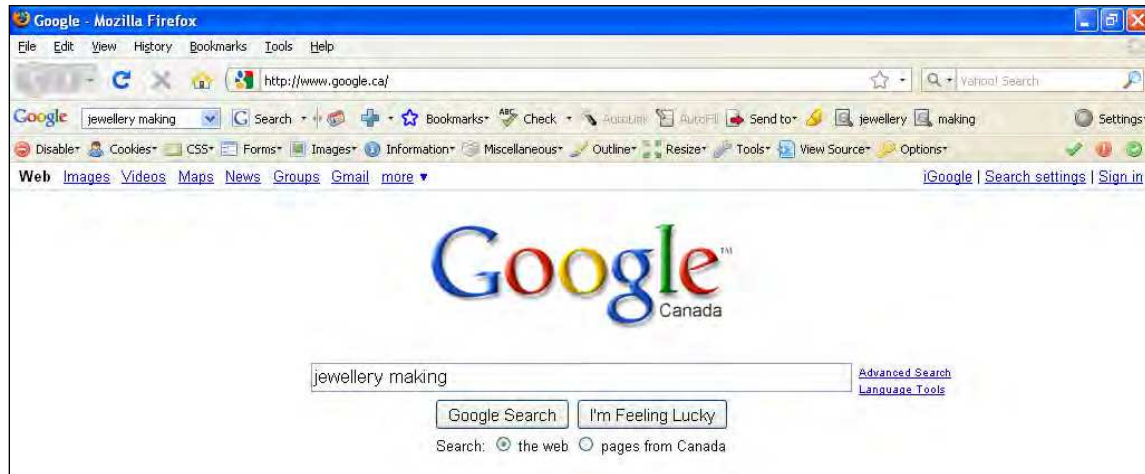 Google - Mozilla Firefox
File Edit View History Bookmarks Tools Help
http://www.google.ca/ Yahoo! Search
Google jewellery making Search Bookmarks ABC Check AutoLink AutoFill Send to jewellery making Settings
Disable Cookies CSS Forms Images Information Miscellaneous Outline Resize Tools View Source Options
Web Images Videos Maps News Groups Gmail more iGoogle | Search settings | Sign in
Google™
Canada
jewellery making Advanced Search
Language Tools
Google Search I'm Feeling Lucky
Search: the web pages from Canada